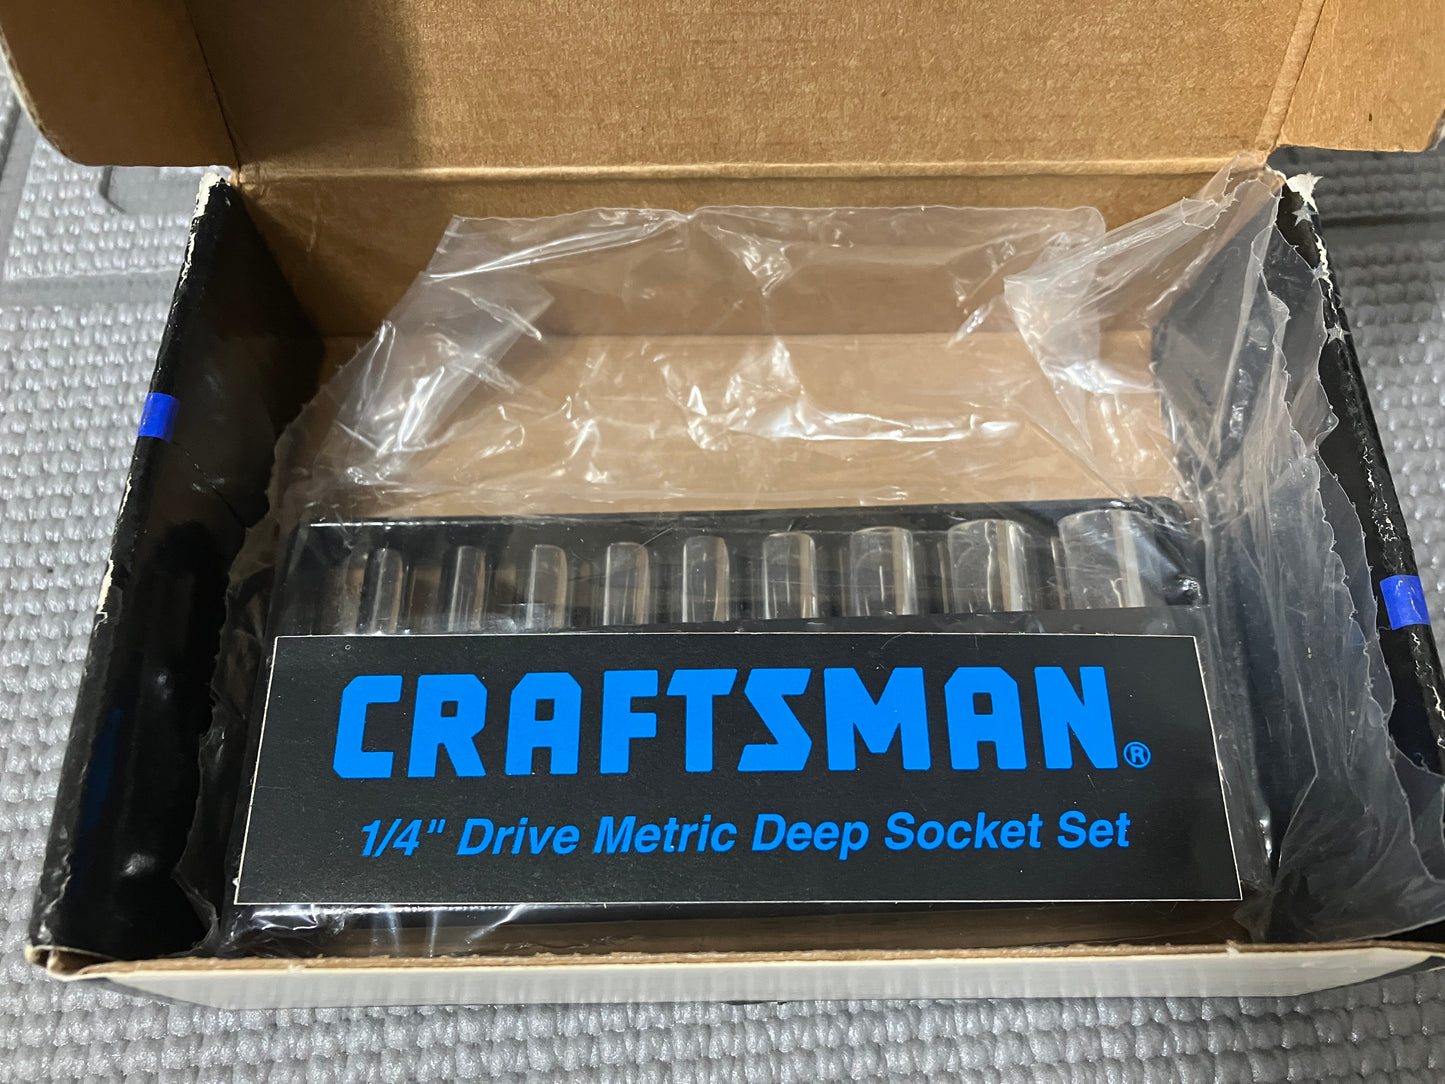 CRAFTSMAN®
1/4" Drive Metric Deep Socket Set